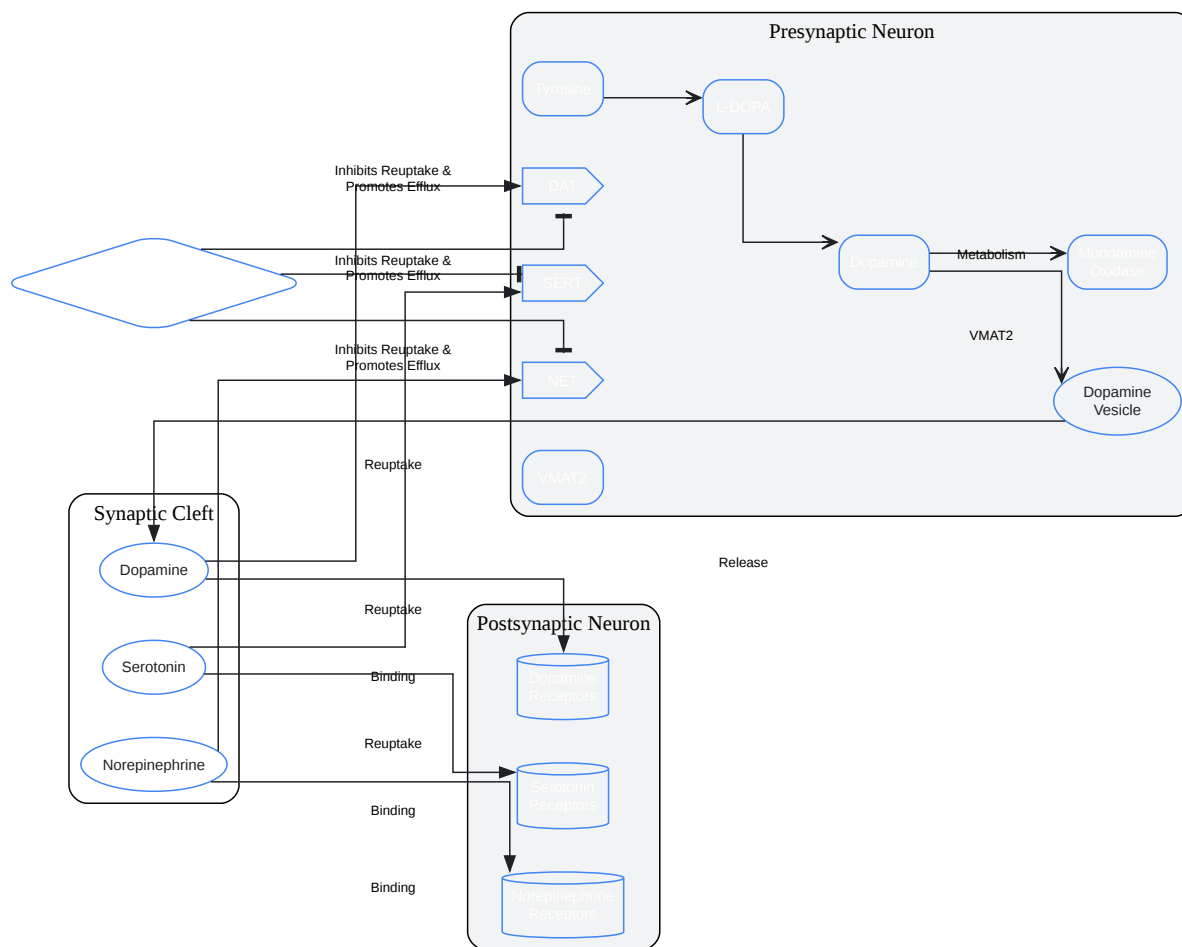 Presynaptic Neuron
Tyrosine
L-DOPA
Inhibits Reuptake &
Promotes Efflux
DAT
Dopamine
Metabolism
Monoamine
Oxidase
Inhibits Reuptake &
Promotes Efflux
SERT
VMAT2
Inhibits Reuptake &
Promotes Efflux
NET
Dopamine
Vesicle
Reuptake
VMAT2
Synaptic Cleft
Dopamine
Release
Reuptake
Postsynaptic Neuron
Serotonin
Binding
Dopamine
Receptors
Reuptake
Norepinephrine
Serotonin
Receptors
Binding
Binding
Norepinephrine
Receptors